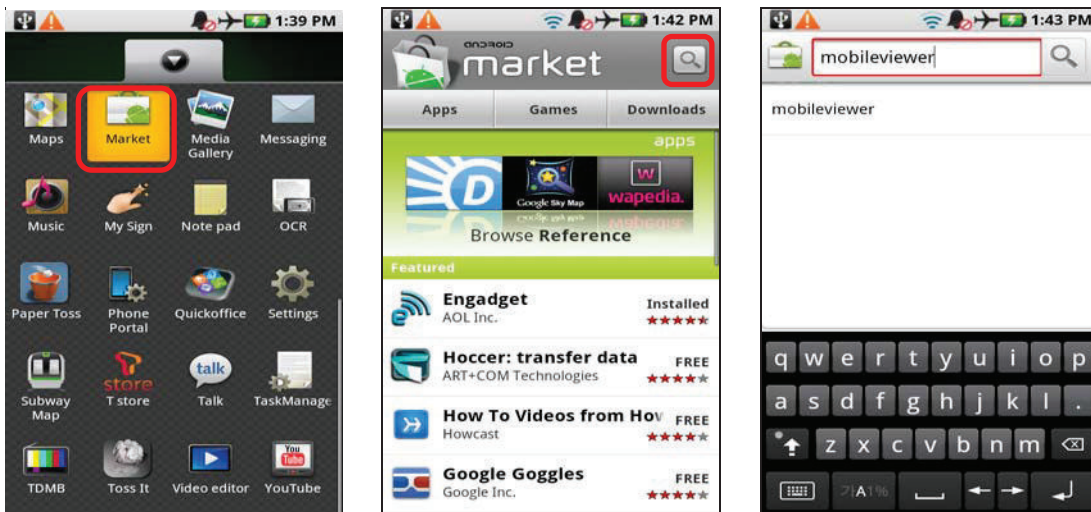 1:39 PM
Maps
Market
Media Gallery
Messaging
Music
My Sign
Note pad
OCR
Paper Toss
Phone Portal
Quickoffice
Settings
Subway Map
T store
T store
Talk
talk
TaskManage
TDMB
Toss It
Video editor
You Tube
YouTube
1:42 PM
android
market
Apps
Games
Downloads
apps
D
Google Sky Map
W
wapedia.
Browse Reference
Featured
Engadget
Installed
AOL Inc.
Hoccer: transfer data
FREE
ART+COM Technologies
How To Videos from How
FREE
Howcast
Google Goggles
FREE
Google Inc.
1:43 PM
mobileviewer
mobileviewer
q w e r t y u i o p
a s d f g h j k l .
z x c v b n m
가A1%